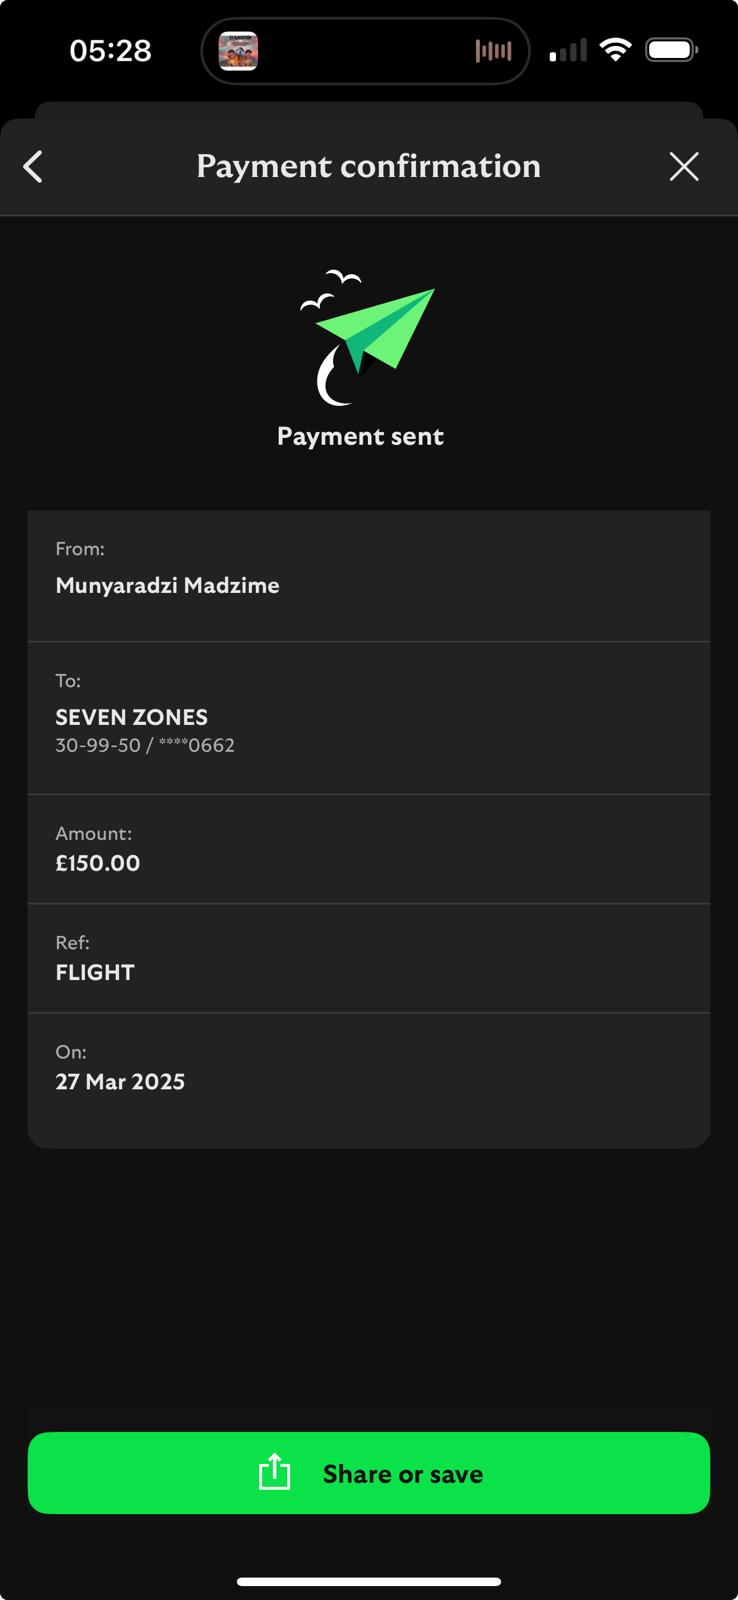 05:28
Payment confirmation
Payment sent
From:
Munyaradzi Madzime
To:
SEVEN ZONES
30-99-50 / ****0662
Amount:
£150.00
Ref:
FLIGHT
On:
27 Mar 2025
Share or save